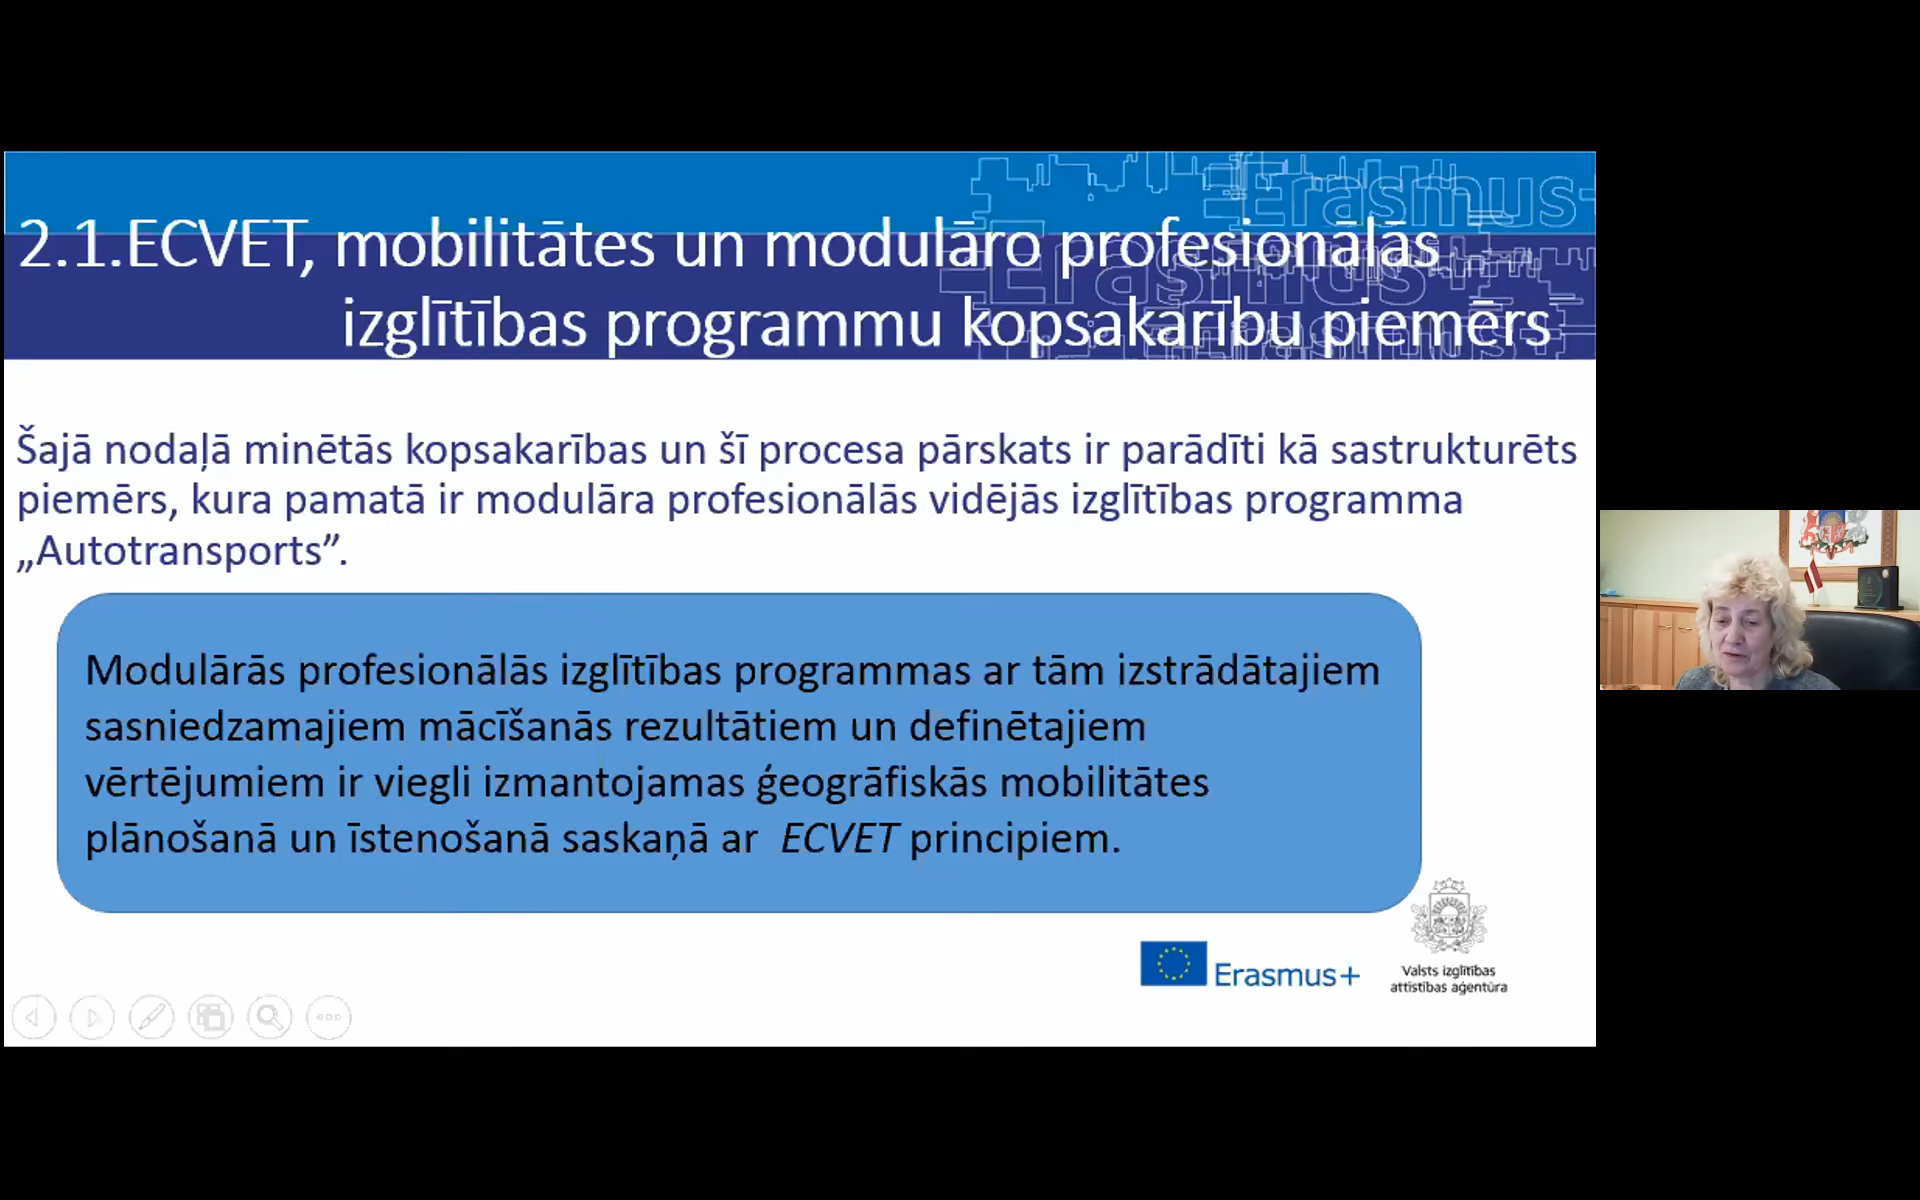 2.1.ECVET, mobilitātes un modulāro profesionālās
izglītības programmu kopsakarību piemērs
Šajā nodaļā minētās kopsakarības un šī procesa pārskats ir parādīti kā sastrukturēts
piemērs, kura pamatā ir modulāra profesionālās vidējās izglītības programma
„Autotransports”.
Modulārās profesionālās izglītības programmas ar tām izstrādātajiem
sasniedzamajiem mācīšanās rezultātiem un definētajiem
vērtējumiem ir viegli izmantojamas ģeogrāfiskās mobilitātes
plānošanā un īstenošanā saskaņā ar ECVET principiem.
Erasmus+
Valsts izglītības
attīstības aģentūra